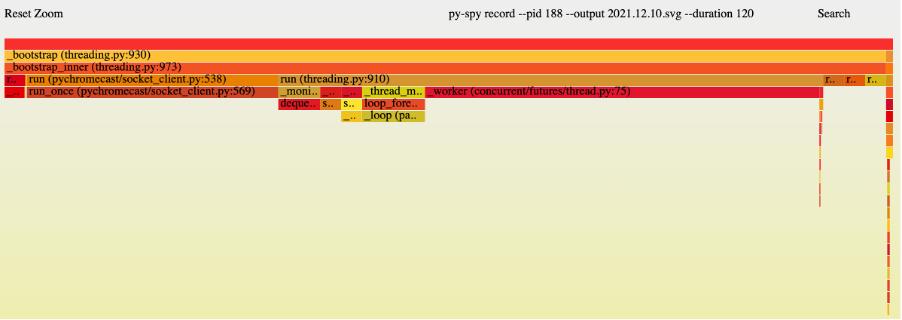 Reset Zoom
py-spy record --pid 188 --output 2021.12.10.svg --duration 120
Search
_bootstrap (threading.py:930)
_bootstrap_inner (threading.py:973)
r.. run (pychromecast/socket_client.py:538) run (threading.py:910) r.. r.. r..
_.. run_once (pychromecast/socket_client.py:569) _moni.. _.. _.. _thread_m.. _worker (concurrent/futures/thread.py:75)
deque.. s.. s.. loop_fore..
_.. _loop (pa..